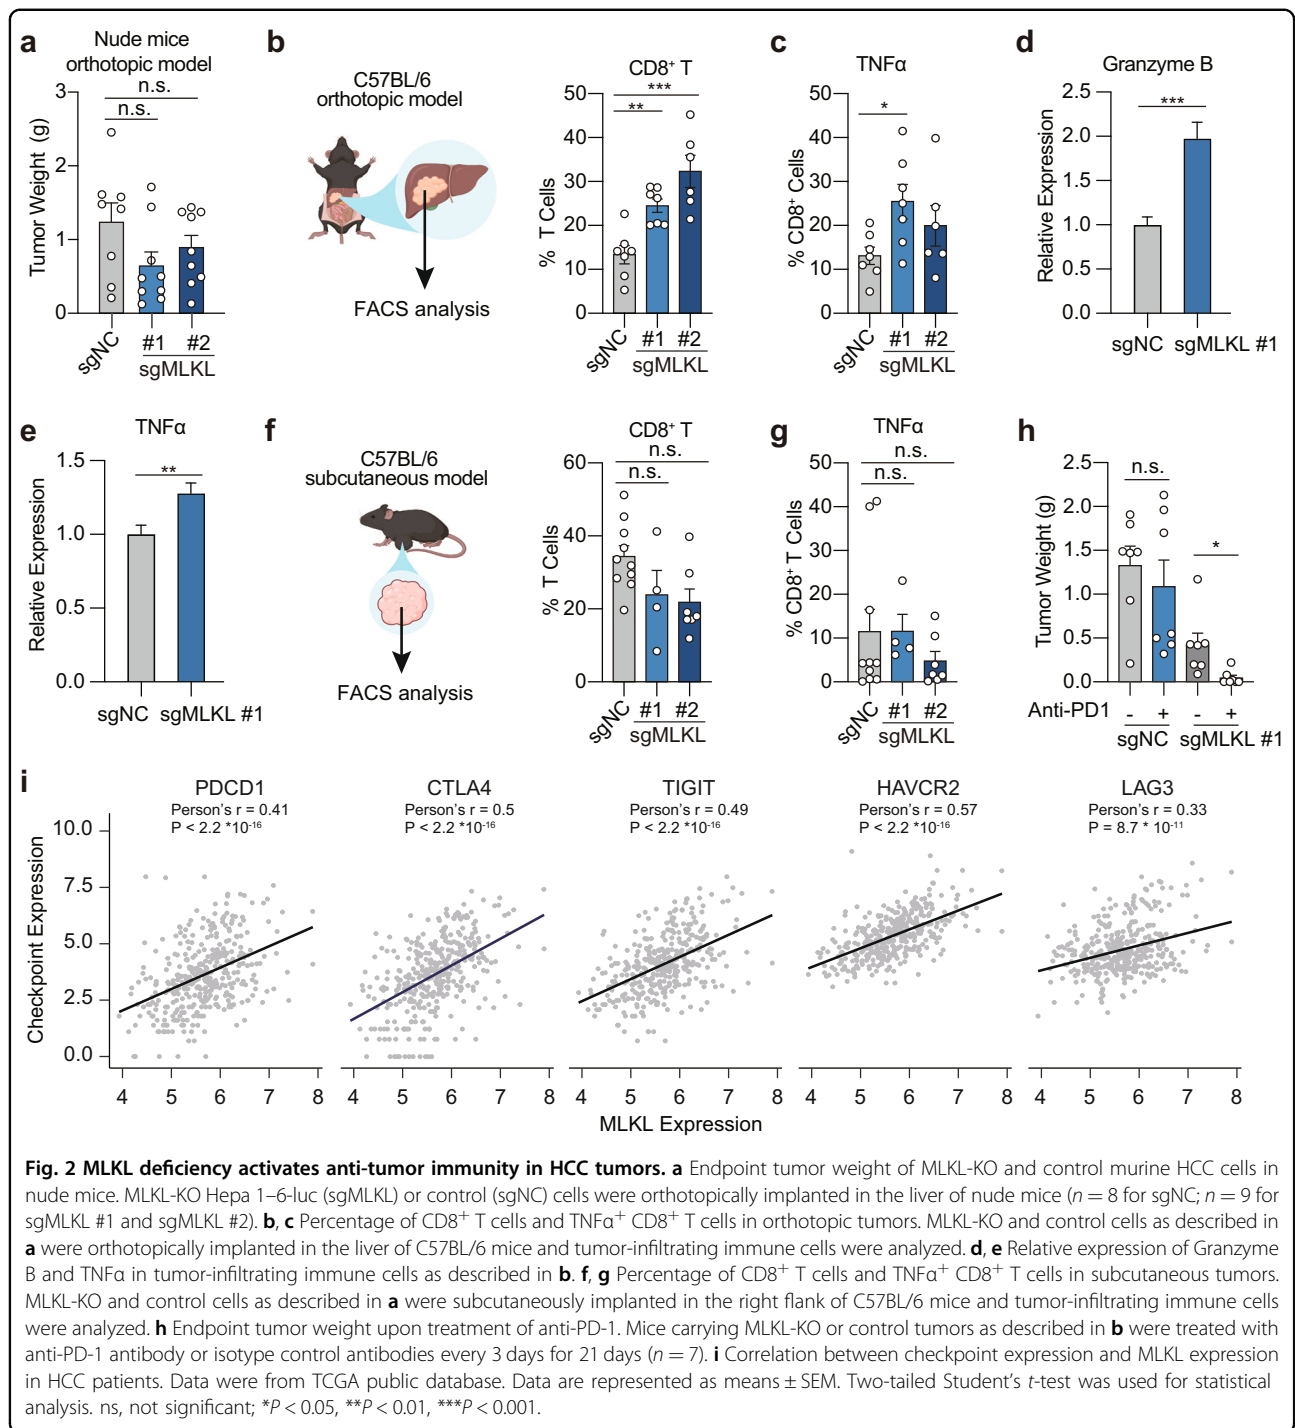 a
Nude mice
orthotopic model
n.s.
n.s.
Tumor Weight (g)
3
2
1
0
sgNC
#1
#2
sgMLKL
b
C57BL/6
orthotopic model
FACS analysis
CD8⁺ T
***
**
% T Cells
50
40
30
20
10
0
sgNC
#1
#2
sgMLKL
c
TNFα
*
% CD8⁺ Cells
50
40
30
20
10
0
sgNC
#1
#2
sgMLKL
d
Granzyme B
***
Relative Expression
2.5
2.0
1.5
1.0
0.5
0.0
sgNC
sgMLKL #1
e
TNFα
**
Relative Expression
1.5
1.0
0.5
0.0
sgNC
sgMLKL #1
f
C57BL/6
subcutaneous model
FACS analysis
CD8⁺ T
n.s.
n.s.
% T Cells
60
40
20
0
sgNC
#1
#2
sgMLKL
g
TNFα
n.s.
n.s.
% CD8⁺ T Cells
50
40
30
20
10
0
sgNC
#1
#2
sgMLKL
h
n.s.
*
Tumor Weight (g)
2.5
2.0
1.5
1.0
0.5
0.0
Anti-PD1 - + - +
sgNC sgMLKL #1
i
PDCD1
Person's r = 0.41
P < 2.2 *10⁻¹⁶
CTLA4
Person's r = 0.5
P < 2.2 *10⁻¹⁶
TIGIT
Person's r = 0.49
P < 2.2 *10⁻¹⁶
HAVCR2
Person's r = 0.57
P < 2.2 *10⁻¹⁶
LAG3
Person's r = 0.33
P = 8.7 * 10⁻¹¹
Checkpoint Expression
10.0
7.5
5.0
2.5
0.0
4 5 6 7 8
4 5 6 7 8
4 5 6 7 8
4 5 6 7 8
4 5 6 7 8
MLKL Expression
Fig. 2 MLKL deficiency activates anti-tumor immunity in HCC tumors. a Endpoint tumor weight of MLKL-KO and control murine HCC cells in
nude mice. MLKL-KO Hepa 1–6-luc (sgMLKL) or control (sgNC) cells were orthotopically implanted in the liver of nude mice (n = 8 for sgNC; n = 9 for
sgMLKL #1 and sgMLKL #2). b, c Percentage of CD8⁺ T cells and TNFα⁺ CD8⁺ T cells in orthotopic tumors. MLKL-KO and control cells as described in
a were orthotopically implanted in the liver of C57BL/6 mice and tumor-infiltrating immune cells were analyzed. d, e Relative expression of Granzyme
B and TNFα in tumor-infiltrating immune cells as described in b. f, g Percentage of CD8⁺ T cells and TNFα⁺ CD8⁺ T cells in subcutaneous tumors.
MLKL-KO and control cells as described in a were subcutaneously implanted in the right flank of C57BL/6 mice and tumor-infiltrating immune cells
were analyzed. h Endpoint tumor weight upon treatment of anti-PD-1. Mice carrying MLKL-KO or control tumors as described in b were treated with
anti-PD-1 antibody or isotype control antibodies every 3 days for 21 days (n = 7). i Correlation between checkpoint expression and MLKL expression
in HCC patients. Data were from TCGA public database. Data are represented as means ± SEM. Two-tailed Student's t-test was used for statistical
analysis. ns, not significant; *P < 0.05, **P < 0.01, ***P < 0.001.